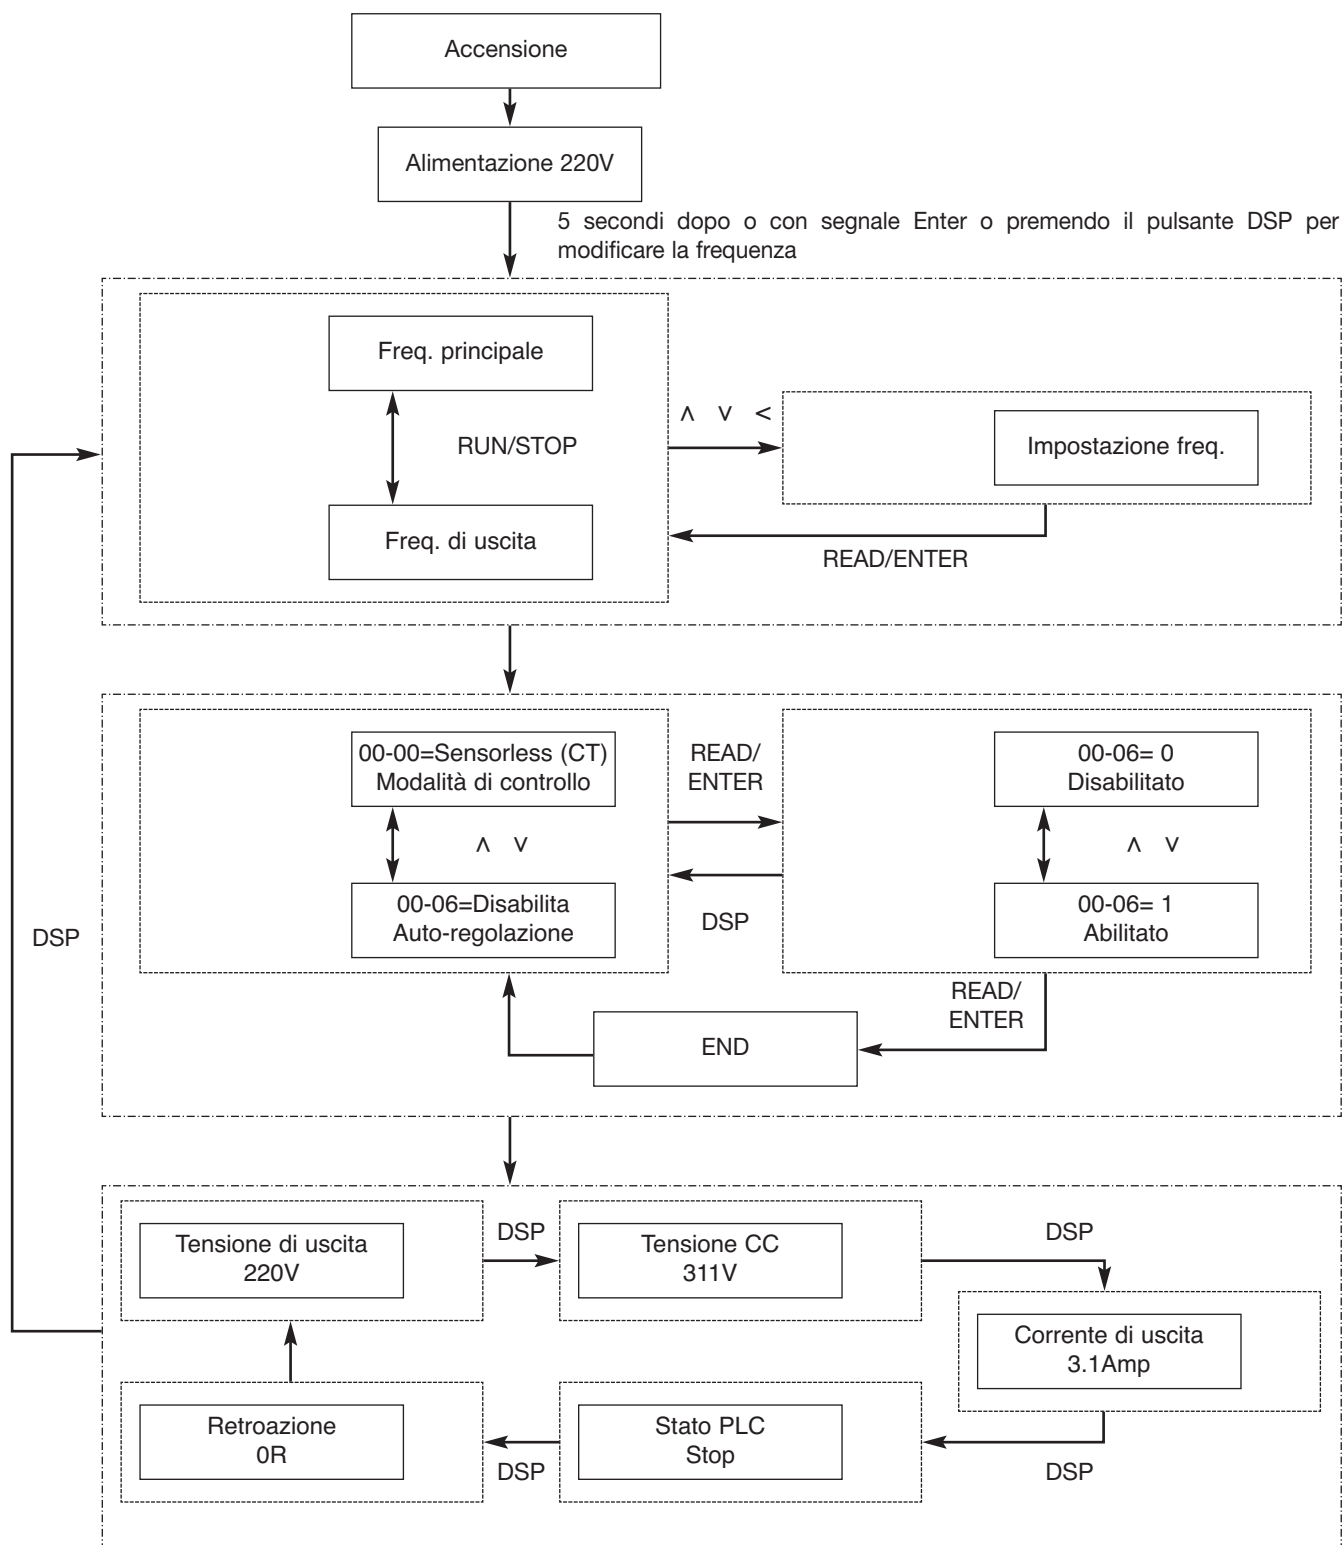 Accensione
Alimentazione 220V
5 secondi dopo o con segnale Enter o premendo il pulsante DSP per
modificare la frequenza
Freq. principale
RUN/STOP
Freq. di uscita
∧ ∨ <
Impostazione freq.
READ/ENTER
00-00=Sensorless (CT)
Modalità di controllo
∧ ∨
00-06=Disabilita
Auto-regolazione
READ/
ENTER
DSP
00-06= 0
Disabilitato
∧ ∨
00-06= 1
Abilitato
READ/
ENTER
END
DSP
Tensione di uscita
220V
DSP
Tensione CC
311V
DSP
Corrente di uscita
3.1Amp
DSP
Stato PLC
Stop
DSP
Retroazione
0R